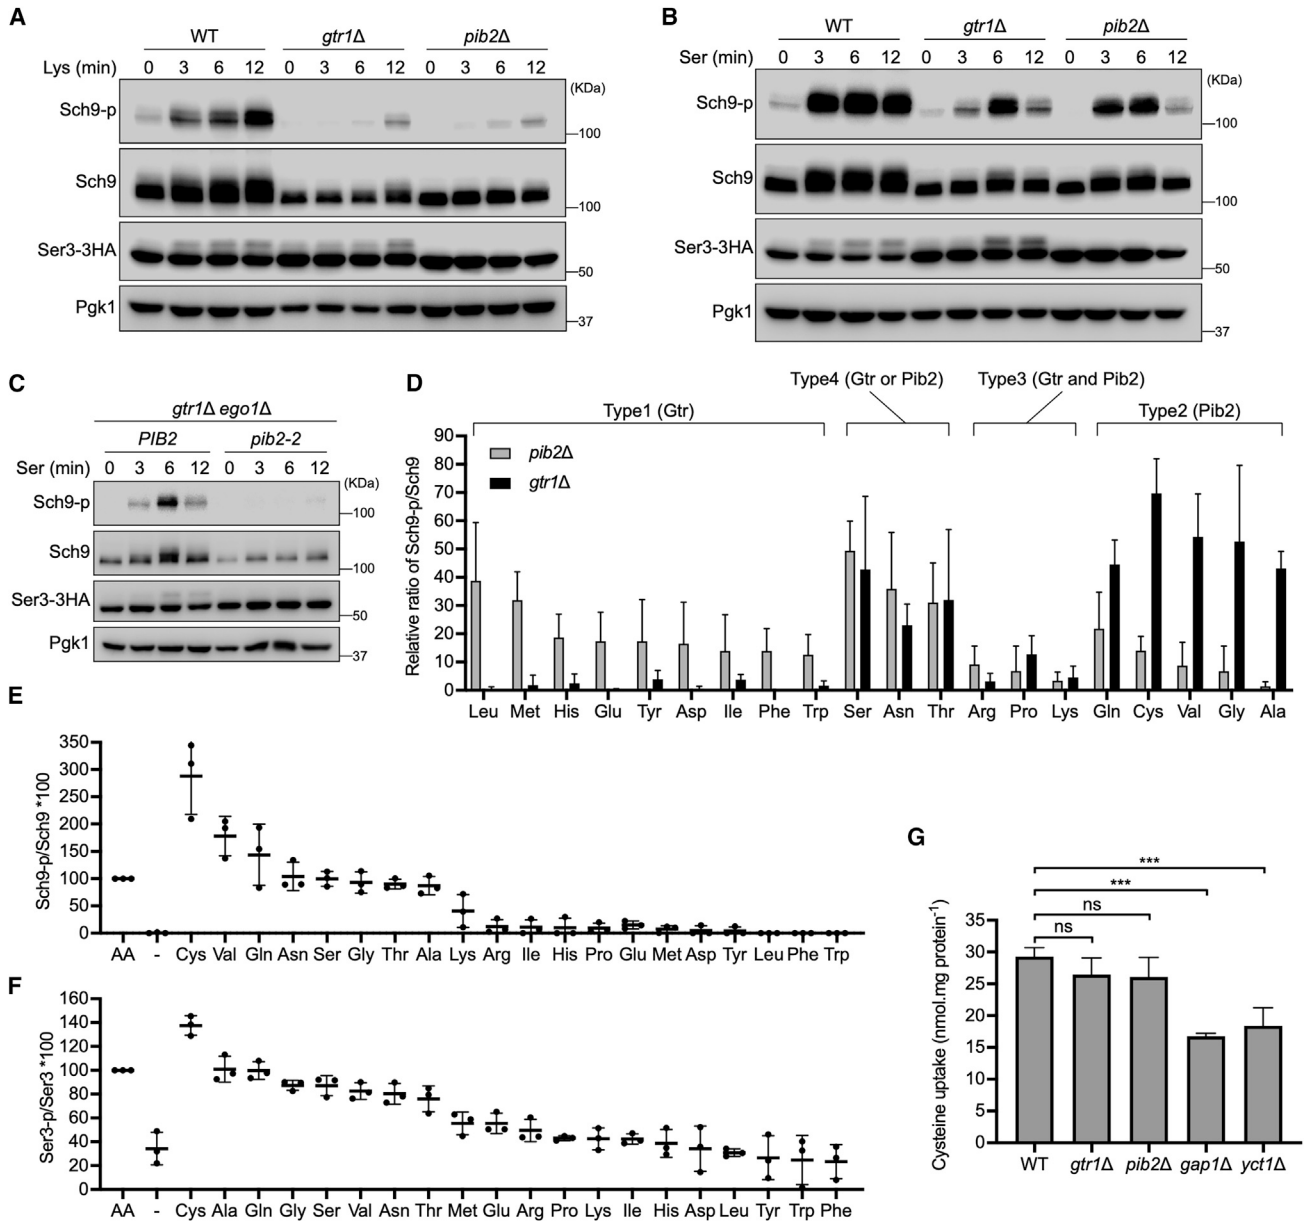 A
WT gtr1Δ pib2Δ
Lys (min) 0 3 6 12 0 3 6 12 0 3 6 12
(KDa)
Sch9-p
100
Sch9
100
Ser3-3HA
50
Pgk1
37
B
WT gtr1Δ pib2Δ
Ser (min) 0 3 6 12 0 3 6 12 0 3 6 12
(KDa)
Sch9-p
100
Sch9
100
Ser3-3HA
50
Pgk1
37
C
gtr1Δ ego1Δ
PIB2 pib2-2
Ser (min) 0 3 6 12 0 3 6 12
(KDa)
Sch9-p
100
Sch9
100
Ser3-3HA
50
Pgk1
37
D
Type4 (Gtr or Pib2) Type3 (Gtr and Pib2)
Type1 (Gtr) Type2 (Pib2)
Relative ratio of Sch9-p/Sch9
90
80
70
60
50
40
30
20
10
0
pib2Δ
gtr1Δ
Leu Met His Glu Tyr Asp Ile Phe Trp Ser Asn Thr Arg Pro Lys Gln Cys Val Gly Ala
E
Sch9-p/Sch9 *100
350
300
250
200
150
100
50
0
AA - Cys Val Gln Asn Ser Gly Thr Ala Lys Arg Ile His Pro Glu Met Asp Tyr Leu Phe Trp
F
Ser3-p/Ser3 *100
160
140
120
100
80
60
40
20
0
AA - Cys Ala Gln Gly Ser Val Asn Thr Met Glu Arg Pro Lys Ile His Asp Leu Tyr Trp Phe
G
Cysteine uptake (nmol.mg protein-1)
35
30
25
20
15
10
5
0
***
***
ns
ns
WT gtr1Δ pib2Δ gap1Δ yct1Δ